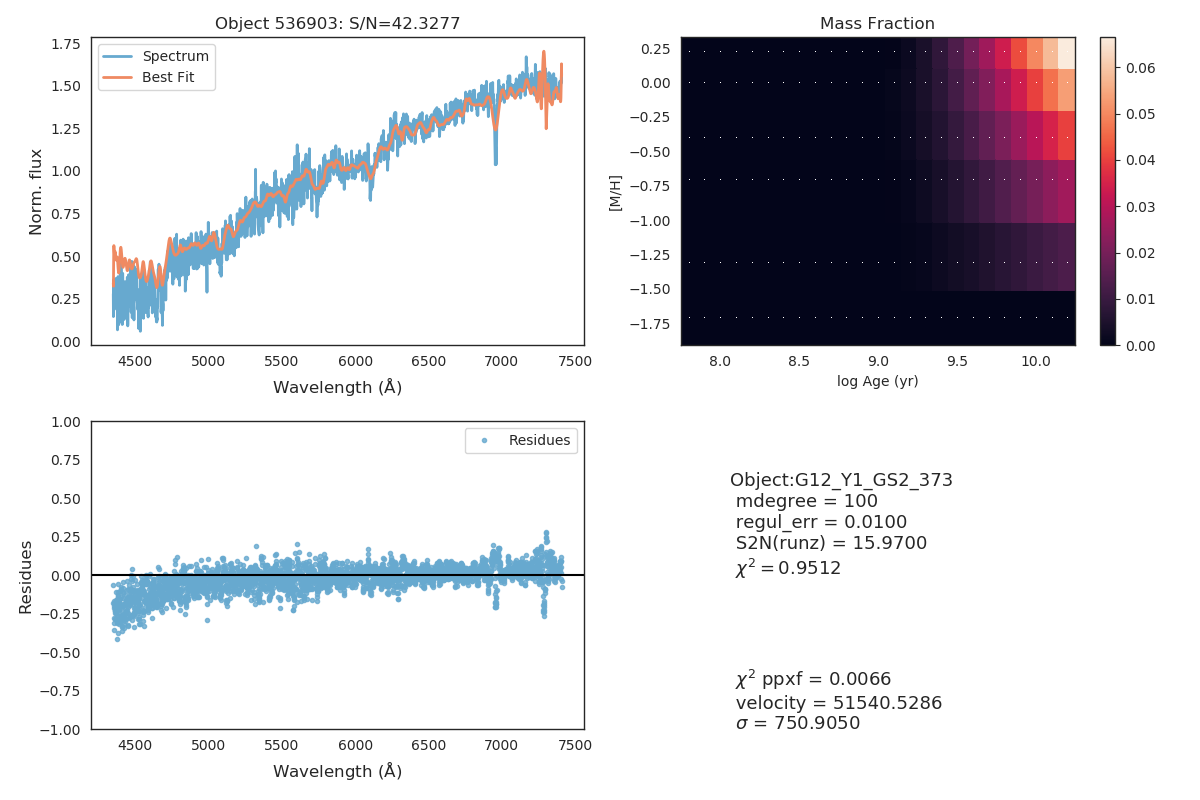 Object 536903: S/N=42.3277
Norm. flux
1.75
1.50
1.25
1.00
0.75
0.50
0.25
0.00
Spectrum
Best Fit
4500 5000 5500 6000 6500 7000 7500
Wavelength (Å)
Mass Fraction
[M/H]
0.25
0.00
−0.25
−0.50
−0.75
−1.00
−1.25
−1.50
−1.75
8.0 8.5 9.0 9.5 10.0
log Age (yr)
0.06
0.05
0.04
0.03
0.02
0.01
0.00
Residues
1.00
0.75
0.50
0.25
0.00
−0.25
−0.50
−0.75
−1.00
Residues
4500 5000 5500 6000 6500 7000 7500
Wavelength (Å)
Object:G12_Y1_GS2_373
mdegree = 100
regul_err = 0.0100
S2N(runz) = 15.9700
χ² = 0.9512
χ² ppxf = 0.0066
velocity = 51540.5286
σ = 750.9050